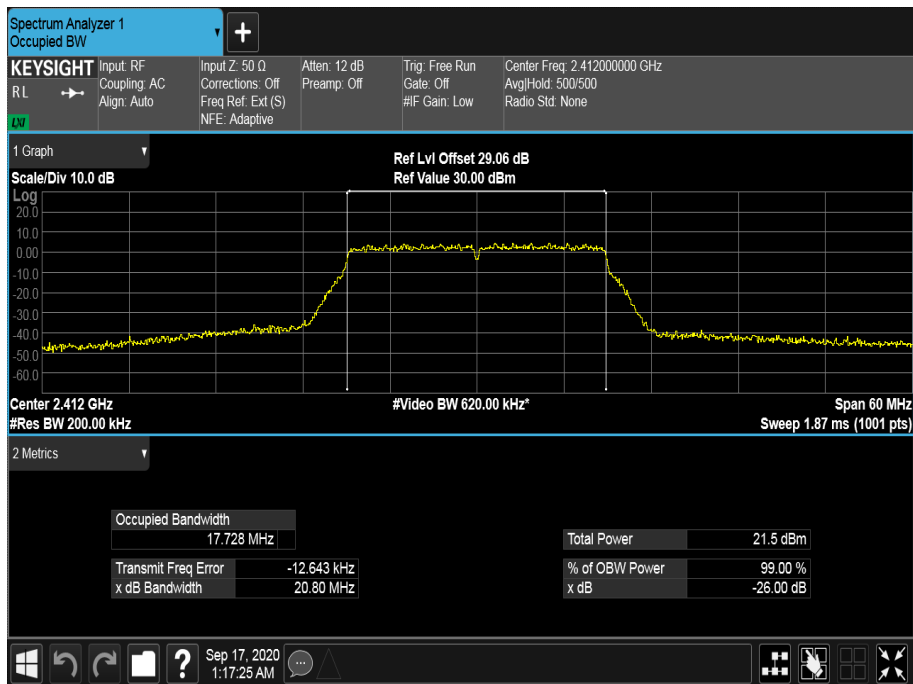 Spectrum Analyzer 1
Occupied BW
+
KEYSIGHT
RL
LXI
Input: RF
Coupling: AC
Align: Auto
Input Z: 50 Ω
Corrections: Off
Freq Ref: Ext (S)
NFE: Adaptive
Atten: 12 dB
Preamp: Off
Trig: Free Run
Gate: Off
#IF Gain: Low
Center Freq: 2.412000000 GHz
Avg|Hold: 500/500
Radio Std: None
1 Graph
Scale/Div 10.0 dB
Ref Lvl Offset 29.06 dB
Ref Value 30.00 dBm
Log
20.0
10.0
0.00
-10.0
-20.0
-30.0
-40.0
-50.0
-60.0
Center 2.412 GHz
#Video BW 620.00 kHz*
Span 60 MHz
#Res BW 200.00 kHz
Sweep 1.87 ms (1001 pts)
2 Metrics
Occupied Bandwidth
17.728 MHz
Total Power 21.5 dBm
Transmit Freq Error -12.643 kHz
% of OBW Power 99.00 %
x dB Bandwidth 20.80 MHz
x dB -26.00 dB
?
Sep 17, 2020
1:17:25 AM